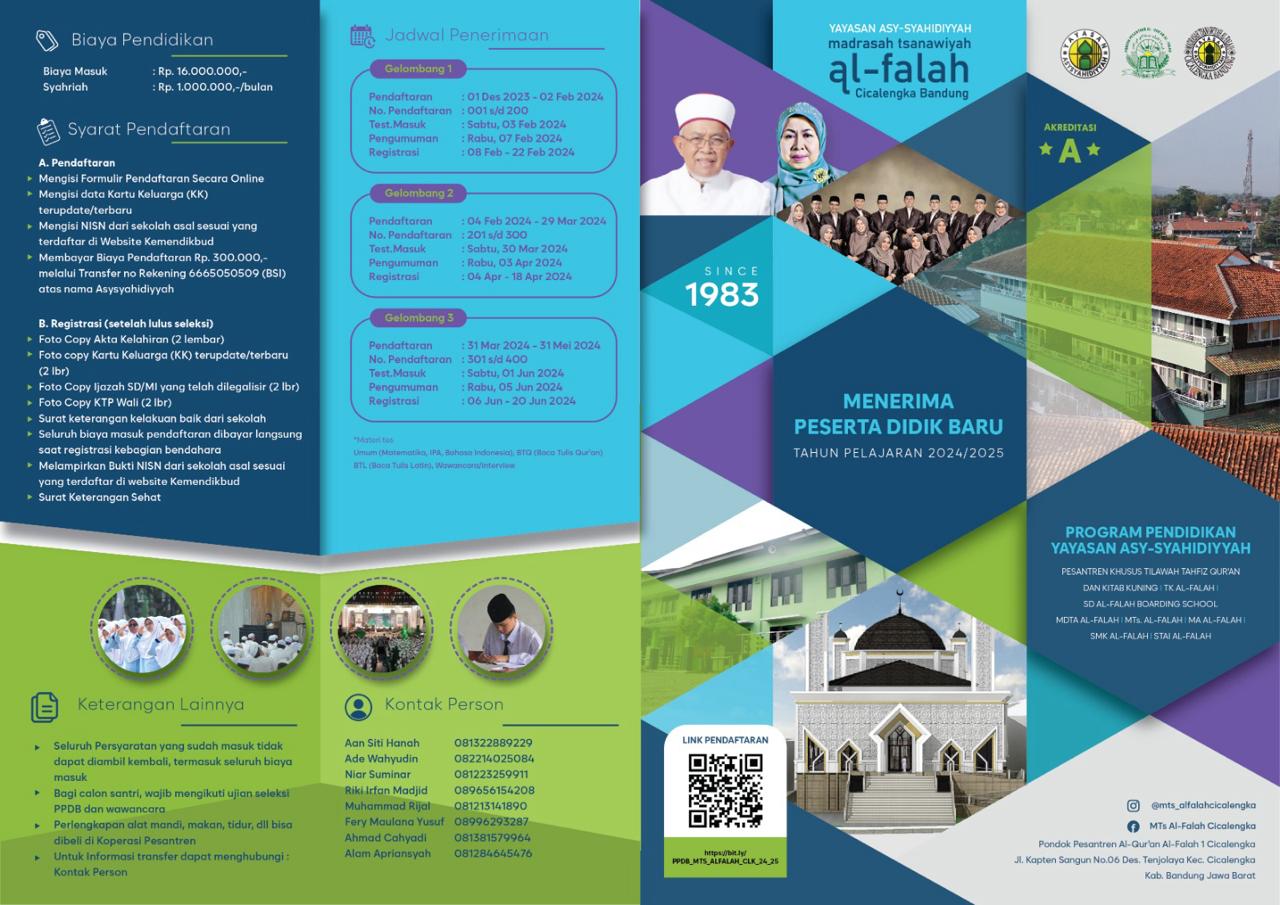 Biaya Pendidikan
Biaya Masuk : Rp. 16.000.000,-
Syahriah : Rp. 1.000.000,-/bulan
Syarat Pendaftaran
A. Pendaftaran
Mengisi Formulir Pendaftaran Secara Online
Mengisi data Kartu Keluarga (KK)
terupdate/terbaru
Mengisi NISN dari sekolah asal sesuai yang
terdaftar di Website Kemendikbud
Membayar Biaya Pendaftaran Rp. 300.000,-
melalui Transfer no Rekening 6665050509 (BSI)
atas nama Asysyahidiyyah
B. Registrasi (setelah lulus seleksi)
Foto Copy Akta Kelahiran (2 lembar)
Foto copy Kartu Keluarga (KK) terupdate/terbaru
(2 lbr)
Foto Copy Ijazah SD/MI yang telah dilegalisir (2 lbr)
Foto Copy KTP Wali (2 lbr)
Surat keterangan kelakuan baik dari sekolah
Seluruh biaya masuk pendaftaran dibayar langsung
saat registrasi kebagian bendahara
Melampirkan Bukti NISN dari sekolah asal sesuai
yang terdaftar di website Kemendikbud
Surat Keterangan Sehat
Jadwal Penerimaan
Gelombang 1
Pendaftaran : 01 Des 2023 - 02 Feb 2024
No. Pendaftaran : 001 s/d 200
Test.Masuk : Sabtu, 03 Feb 2024
Pengumuman : Rabu, 07 Feb 2024
Registrasi : 08 Feb - 22 Feb 2024
Gelombang 2
Pendaftaran : 04 Feb 2024 - 29 Mar 2024
No. Pendaftaran : 201 s/d 300
Test.Masuk : Sabtu, 30 Mar 2024
Pengumuman : Rabu, 03 Apr 2024
Registrasi : 04 Apr - 18 Apr 2024
Gelombang 3
Pendaftaran : 31 Mar 2024 - 31 Mei 2024
No. Pendaftaran : 301 s/d 400
Test.Masuk : Sabtu, 01 Jun 2024
Pengumuman : Rabu, 05 Jun 2024
Registrasi : 06 Jun - 20 Jun 2024
*Materi tes
Umum (Matematika, IPA, Bahasa Indonesia), BTQ (Baca Tulis Qur'an)
BTL (Baca Tulis Latin), Wawancara/Interview
Keterangan Lainnya
Seluruh Persyaratan yang sudah masuk tidak
dapat diambil kembali, termasuk seluruh biaya
masuk
Bagi calon santri, wajib mengikuti ujian seleksi
PPDB dan wawancara
Perlengkapan alat mandi, makan, tidur, dll bisa
dibeli di Koperasi Pesantren
Untuk Informasi transfer dapat menghubungi :
Kontak Person
Kontak Person
Aan Siti Hanah 081322889229
Ade Wahyudin 082214025084
Niar Suminar 081223259911
Riki Irfan Madjid 089656154208
Muhammad Rijal 081213141890
Fery Maulana Yusuf 08996293287
Ahmad Cahyadi 081381579964
Alam Apriansyah 081284645476
YAYASAN ASY-SYAHIDIYYAH
madrasah tsanawiyah
al-falah
Cicalengka Bandung
AKREDITASI
A
SINCE
1983
MENERIMA
PESERTA DIDIK BARU
TAHUN PELAJARAN 2024/2025
PROGRAM PENDIDIKAN
YAYASAN ASY-SYAHIDIYYAH
PESANTREN KHUSUS TILAWAH TAHFIZ QUR'AN
DAN KITAB KUNING | TK AL-FALAH |
SD AL-FALAH BOARDING SCHOOL
MDTA AL-FALAH | MTs. AL-FALAH | MA AL-FALAH |
SMK AL-FALAH | STAI AL-FALAH
LINK PENDAFTARAN
https://bit.ly/
PPDB_MTS_ALFALAH_CLK_24_25
@mts_alfalahcicalengka
MTs Al-Falah Cicalengka
Pondok Pesantren Al-Qur'an Al-Falah 1 Cicalengka
Jl. Kapten Sangun No.06 Des. Tenjolaya Kec. Cicalengka
Kab. Bandung Jawa Barat